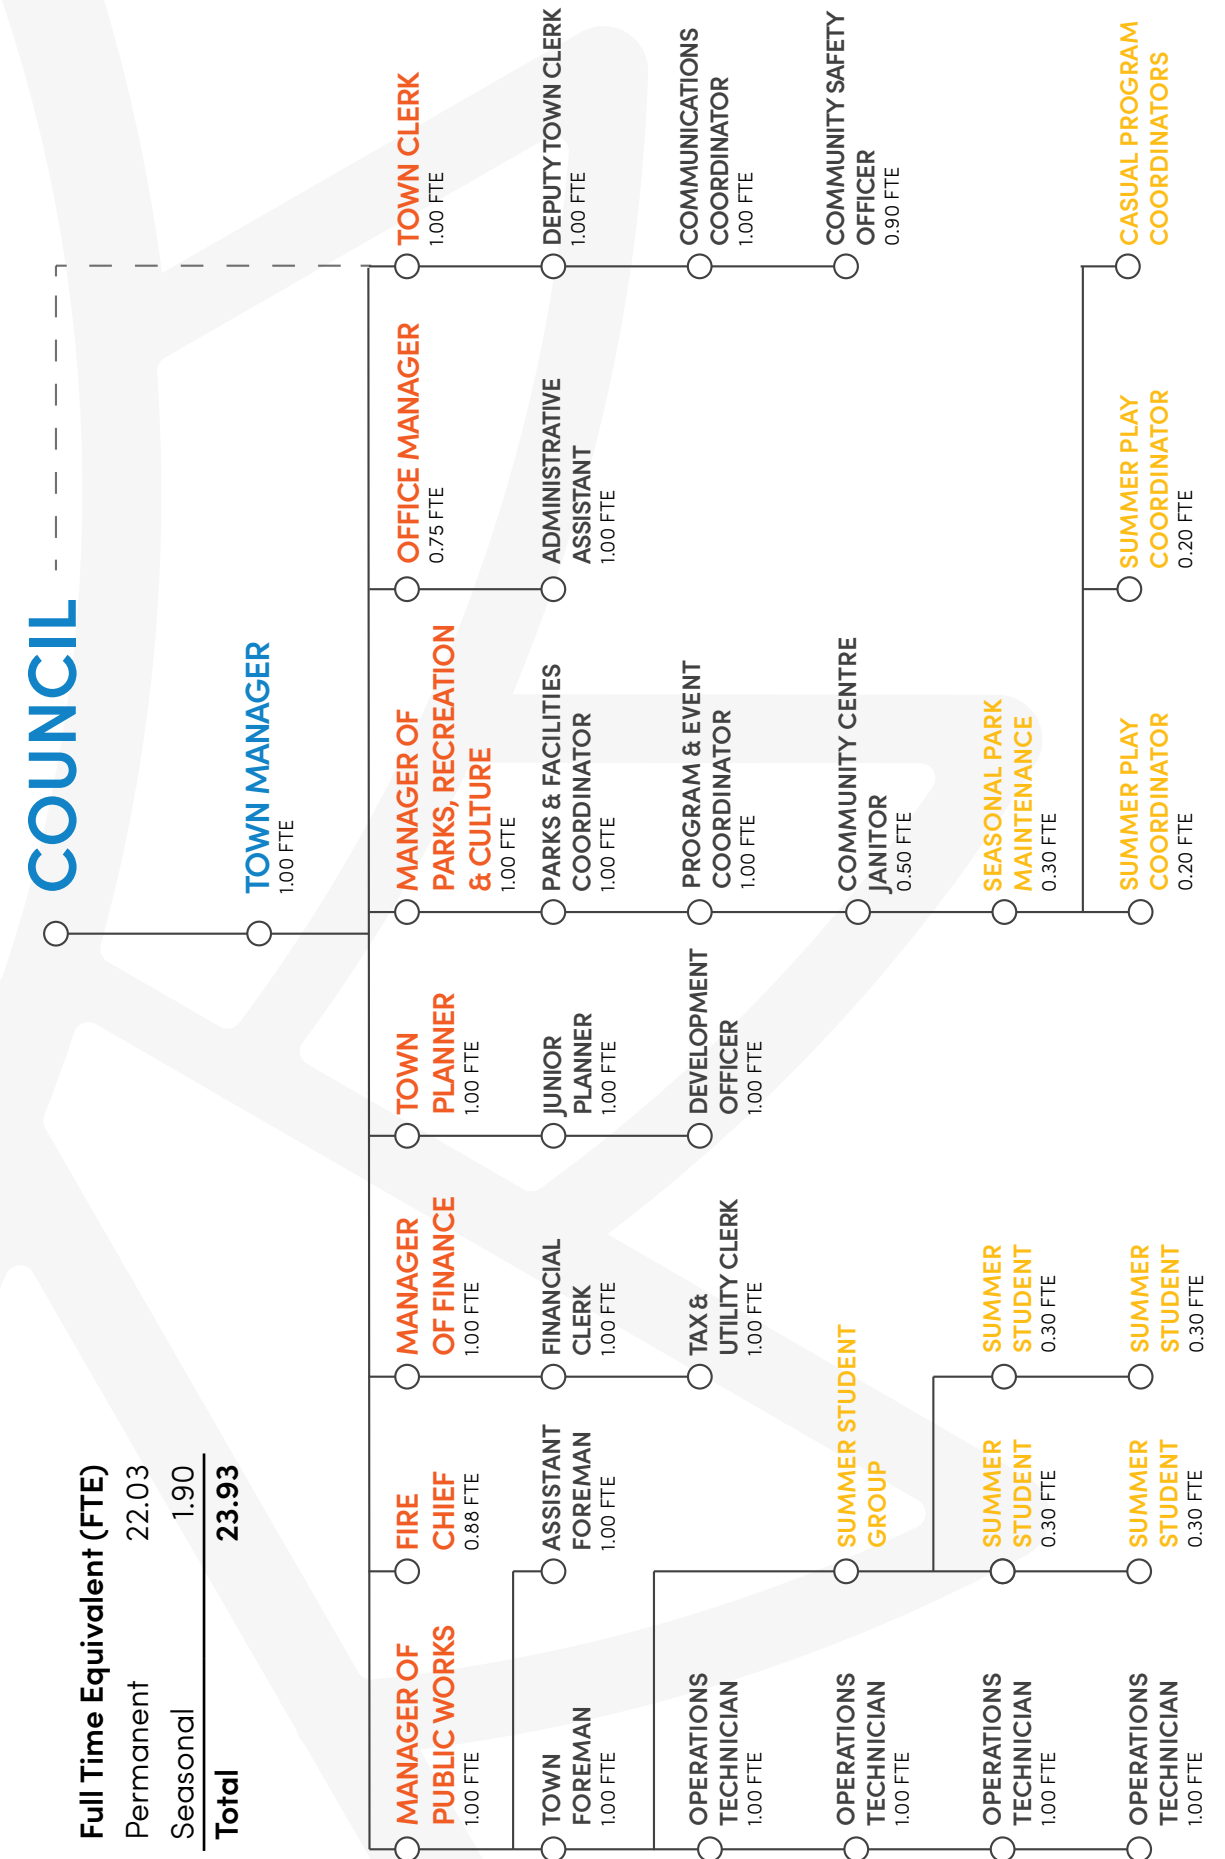 COUNCIL
Full Time Equivalent (FTE)
Permanent 22.03
Seasonal 1.90
Total 23.93
TOWN MANAGER
1.00 FTE
MANAGER OF
PUBLIC WORKS
1.00 FTE
TOWN
FOREMAN
1.00 FTE
ASSISTANT
FOREMAN
1.00 FTE
OPERATIONS
TECHNICIAN
1.00 FTE
OPERATIONS
TECHNICIAN
1.00 FTE
OPERATIONS
TECHNICIAN
1.00 FTE
OPERATIONS
TECHNICIAN
1.00 FTE
SUMMER STUDENT
GROUP
SUMMER
STUDENT
0.30 FTE
SUMMER
STUDENT
0.30 FTE
SUMMER
STUDENT
0.30 FTE
SUMMER
STUDENT
0.30 FTE
FIRE
CHIEF
0.88 FTE
MANAGER
OF FINANCE
1.00 FTE
FINANCIAL
CLERK
1.00 FTE
TAX &
UTILITY CLERK
1.00 FTE
TOWN
PLANNER
1.00 FTE
JUNIOR
PLANNER
1.00 FTE
DEVELOPMENT
OFFICER
1.00 FTE
MANAGER OF
PARKS, RECREATION
& CULTURE
1.00 FTE
PARKS & FACILITIES
COORDINATOR
1.00 FTE
PROGRAM & EVENT
COORDINATOR
1.00 FTE
COMMUNITY CENTRE
JANITOR
0.50 FTE
SEASONAL PARK
MAINTENANCE
0.30 FTE
SUMMER PLAY
COORDINATOR
0.20 FTE
SUMMER PLAY
COORDINATOR
0.20 FTE
CASUAL PROGRAM
COORDINATORS
OFFICE MANAGER
0.75 FTE
ADMINISTRATIVE
ASSISTANT
1.00 FTE
TOWN CLERK
1.00 FTE
DEPUTY TOWN CLERK
1.00 FTE
COMMUNICATIONS
COORDINATOR
1.00 FTE
COMMUNITY SAFETY
OFFICER
0.90 FTE